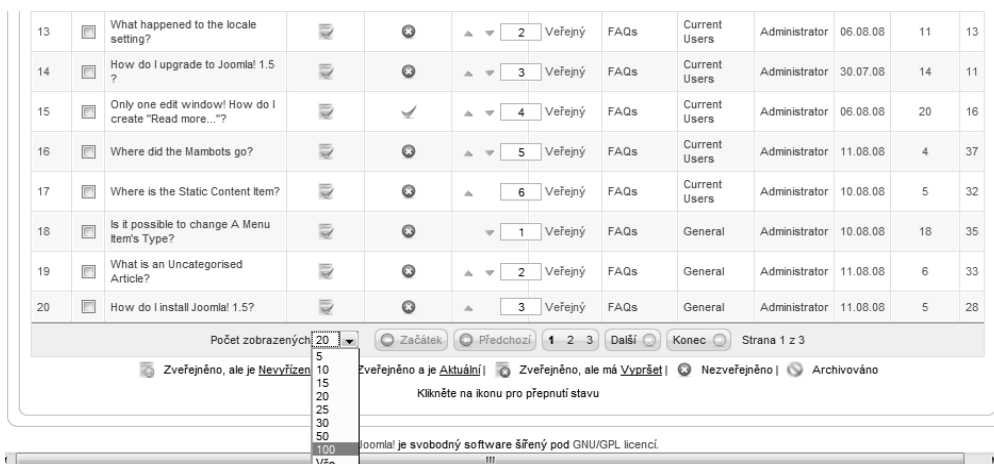 13 What happened to the locale setting? 2 Veřejný FAQs Current Users Administrator 06.08.08 11 13
14 How do I upgrade to Joomla! 1.5 ? 3 Veřejný FAQs Current Users Administrator 30.07.08 14 11
15 Only one edit window! How do I create "Read more..."? 4 Veřejný FAQs Current Users Administrator 06.08.08 20 16
16 Where did the Mambots go? 5 Veřejný FAQs Current Users Administrator 11.08.08 4 37
17 Where is the Static Content Item? 6 Veřejný FAQs Current Users Administrator 10.08.08 5 32
18 Is it possible to change A Menu Item's Type? 1 Veřejný FAQs General Administrator 10.08.08 18 35
19 What is an Uncategorised Article? 2 Veřejný FAQs General Administrator 11.08.08 6 33
20 How do I install Joomla! 1.5? 3 Veřejný FAQs General Administrator 11.08.08 5 28
Počet zobrazených 20 Začátek Předchozí 1 2 3 Další Konec Strana 1 z 3
5
Zveřejněno, ale je Nevyřízen 10 Zveřejněno a je Aktuální | Zveřejněno, ale má Vypršet | Nezveřejněno | Archivováno
15
20
25 Klikněte na ikonu pro přepnutí stavu
30
50
100 Joomla! je svobodný software šířený pod GNU/GPL licencí.
Vše